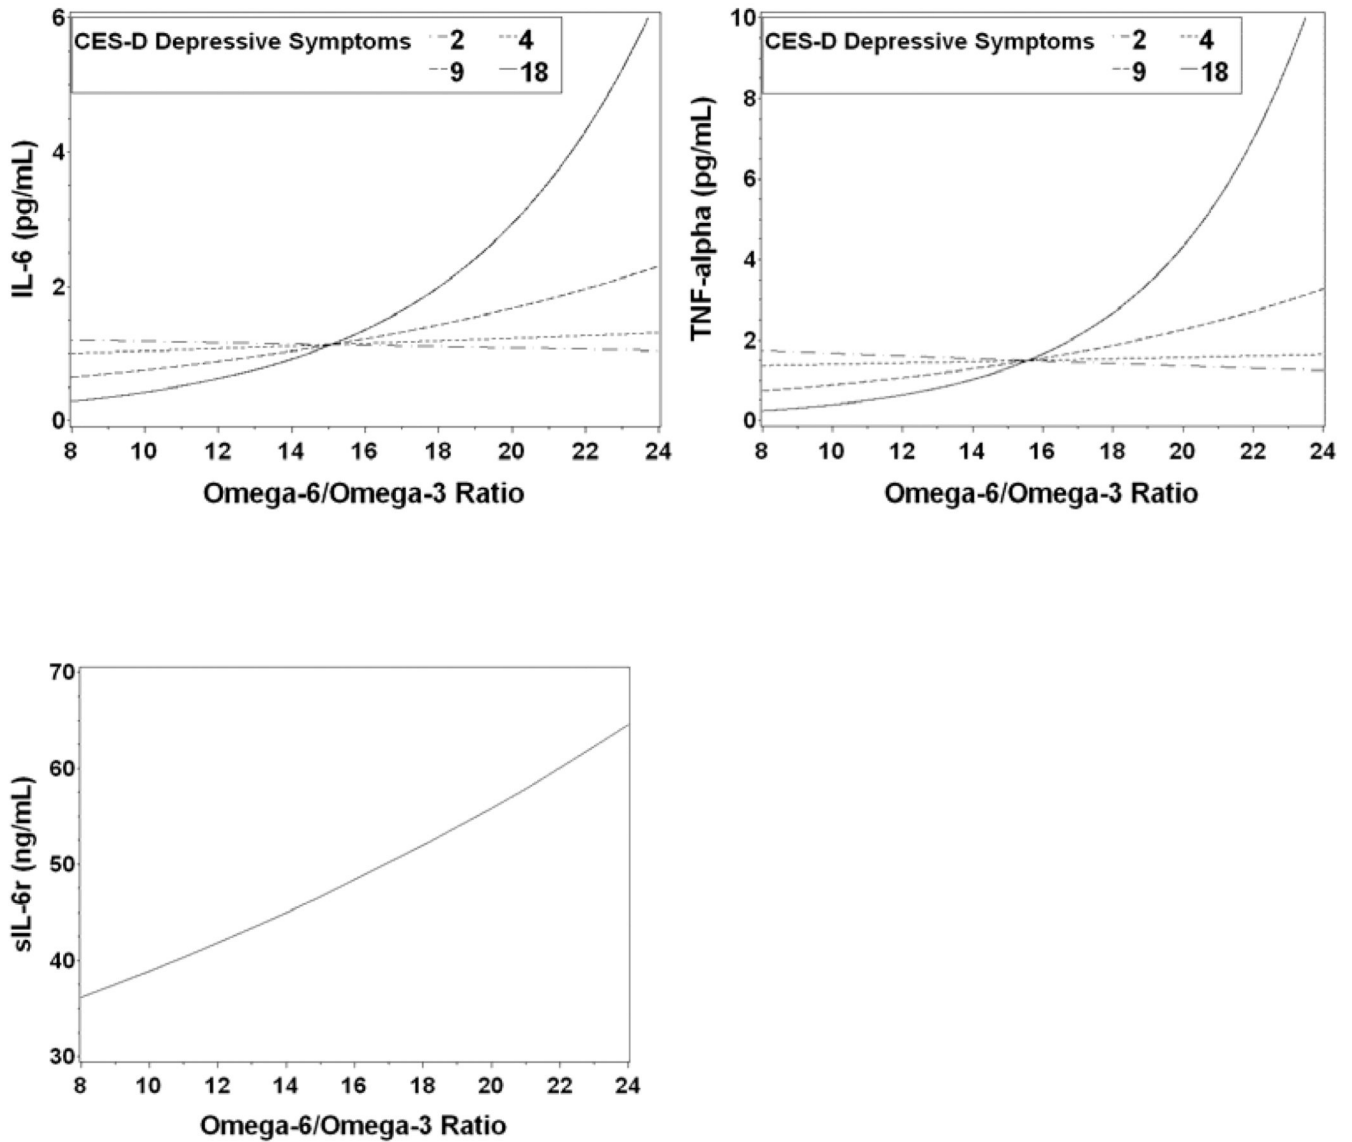 6
CES-D Depressive Symptoms 2 4
9 18
4
2
0
IL-6 (pg/mL)
8 10 12 14 16 18 20 22 24
Omega-6/Omega-3 Ratio
10
CES-D Depressive Symptoms 2 4
9 18
8
6
4
2
0
TNF-alpha (pg/mL)
8 10 12 14 16 18 20 22 24
Omega-6/Omega-3 Ratio
70
60
50
40
30
sIL-6r (ng/mL)
8 10 12 14 16 18 20 22 24
Omega-6/Omega-3 Ratio